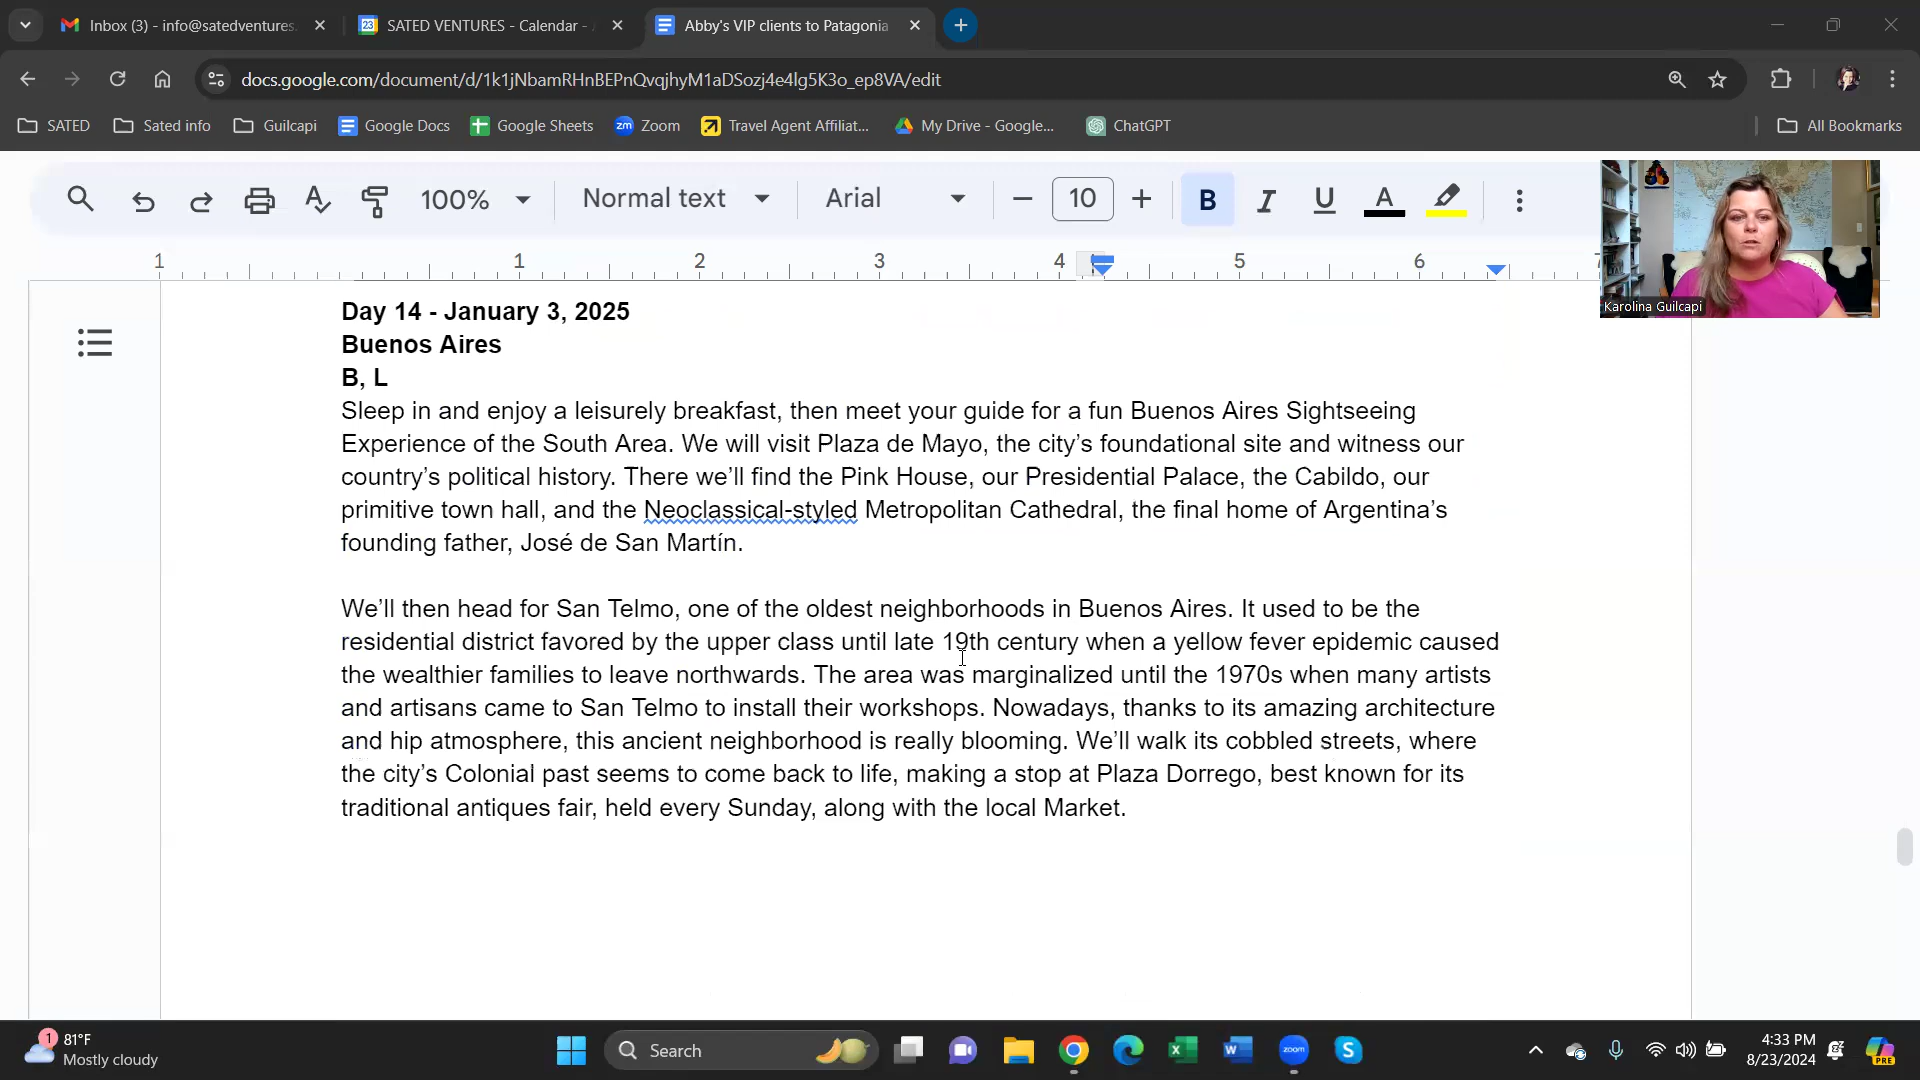 Inbox (3) - info@satedventures.
SATED VENTURES - Calendar -
Abby's VIP clients to Patagonia
docs.google.com/document/d/1k1jNbamRHnBEPnQvqjhyM1aDSozj4e4lg5K3o_ep8VA/edit
SATED
Sated info
Guilcapi
Google Docs
Google Sheets
zm Zoom
Travel Agent Affiliat...
My Drive - Google...
ChatGPT
All Bookmarks
100%
Normal text
Arial
10
B
I
U
A
1 1 2 3 4 5 6
Karolina Guilcapi
Day 14 - January 3, 2025
Buenos Aires
B, L
Sleep in and enjoy a leisurely breakfast, then meet your guide for a fun Buenos Aires Sightseeing
Experience of the South Area. We will visit Plaza de Mayo, the city’s foundational site and witness our
country’s political history. There we’ll find the Pink House, our Presidential Palace, the Cabildo, our
primitive town hall, and the Neoclassical-styled Metropolitan Cathedral, the final home of Argentina’s
founding father, José de San Martín.
We’ll then head for San Telmo, one of the oldest neighborhoods in Buenos Aires. It used to be the
residential district favored by the upper class until late 19th century when a yellow fever epidemic caused
the wealthier families to leave northwards. The area was marginalized until the 1970s when many artists
and artisans came to San Telmo to install their workshops. Nowadays, thanks to its amazing architecture
and hip atmosphere, this ancient neighborhood is really blooming. We’ll walk its cobbled streets, where
the city’s Colonial past seems to come back to life, making a stop at Plaza Dorrego, best known for its
traditional antiques fair, held every Sunday, along with the local Market.
1
81°F
Mostly cloudy
Search
zoom
4:33 PM
8/23/2024
PRE